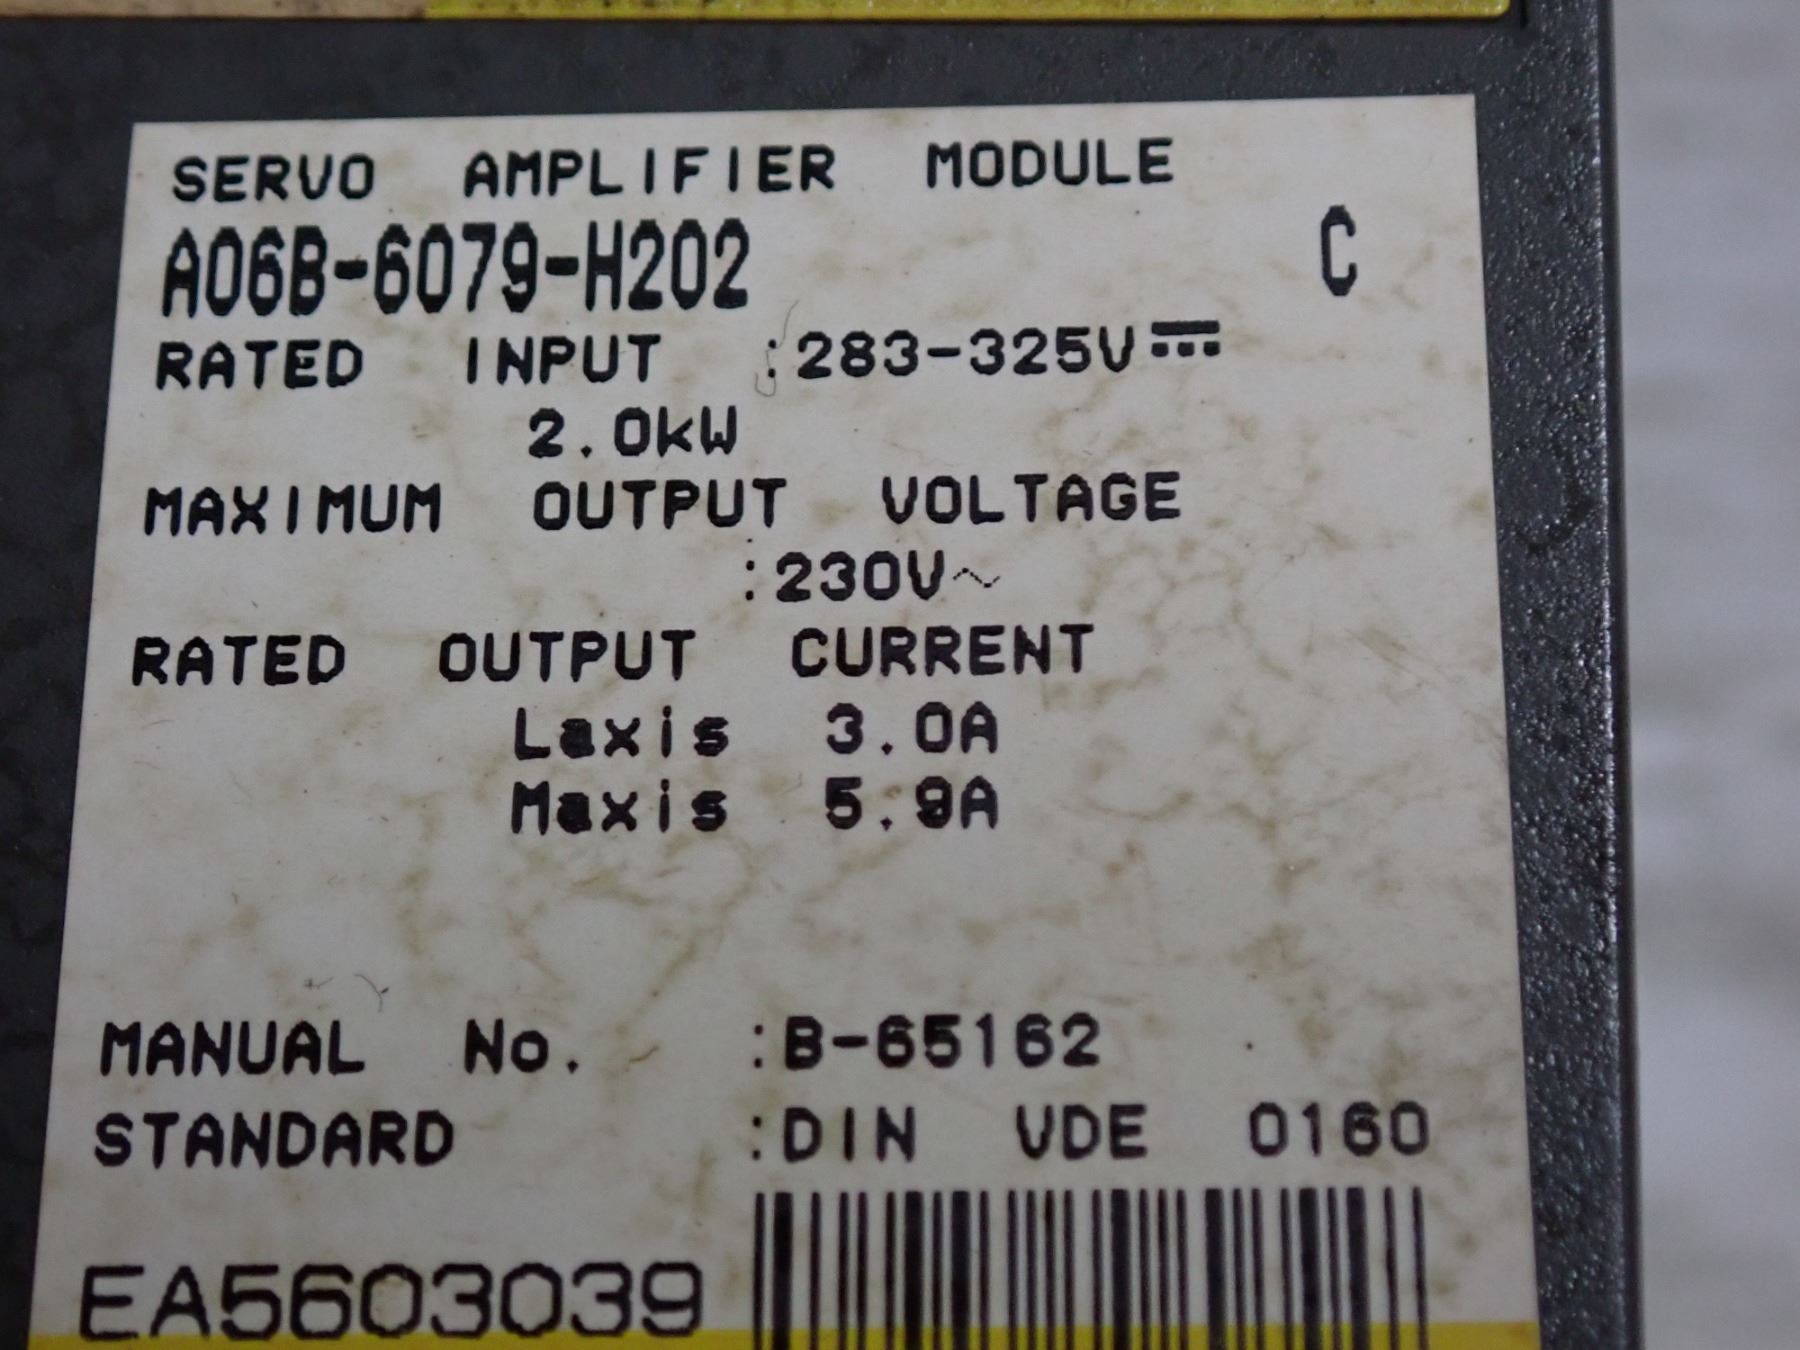 SERVO AMPLIFIER MODULE
A06B-6079-H202 C
RATED INPUT :283-325V⎓
2.0kW
MAXIMUM OUTPUT VOLTAGE
:230V~
RATED OUTPUT CURRENT
Laxis 3.0A
Maxis 5.9A
MANUAL No. :B-65162
STANDARD :DIN VDE 0160
EA5603039